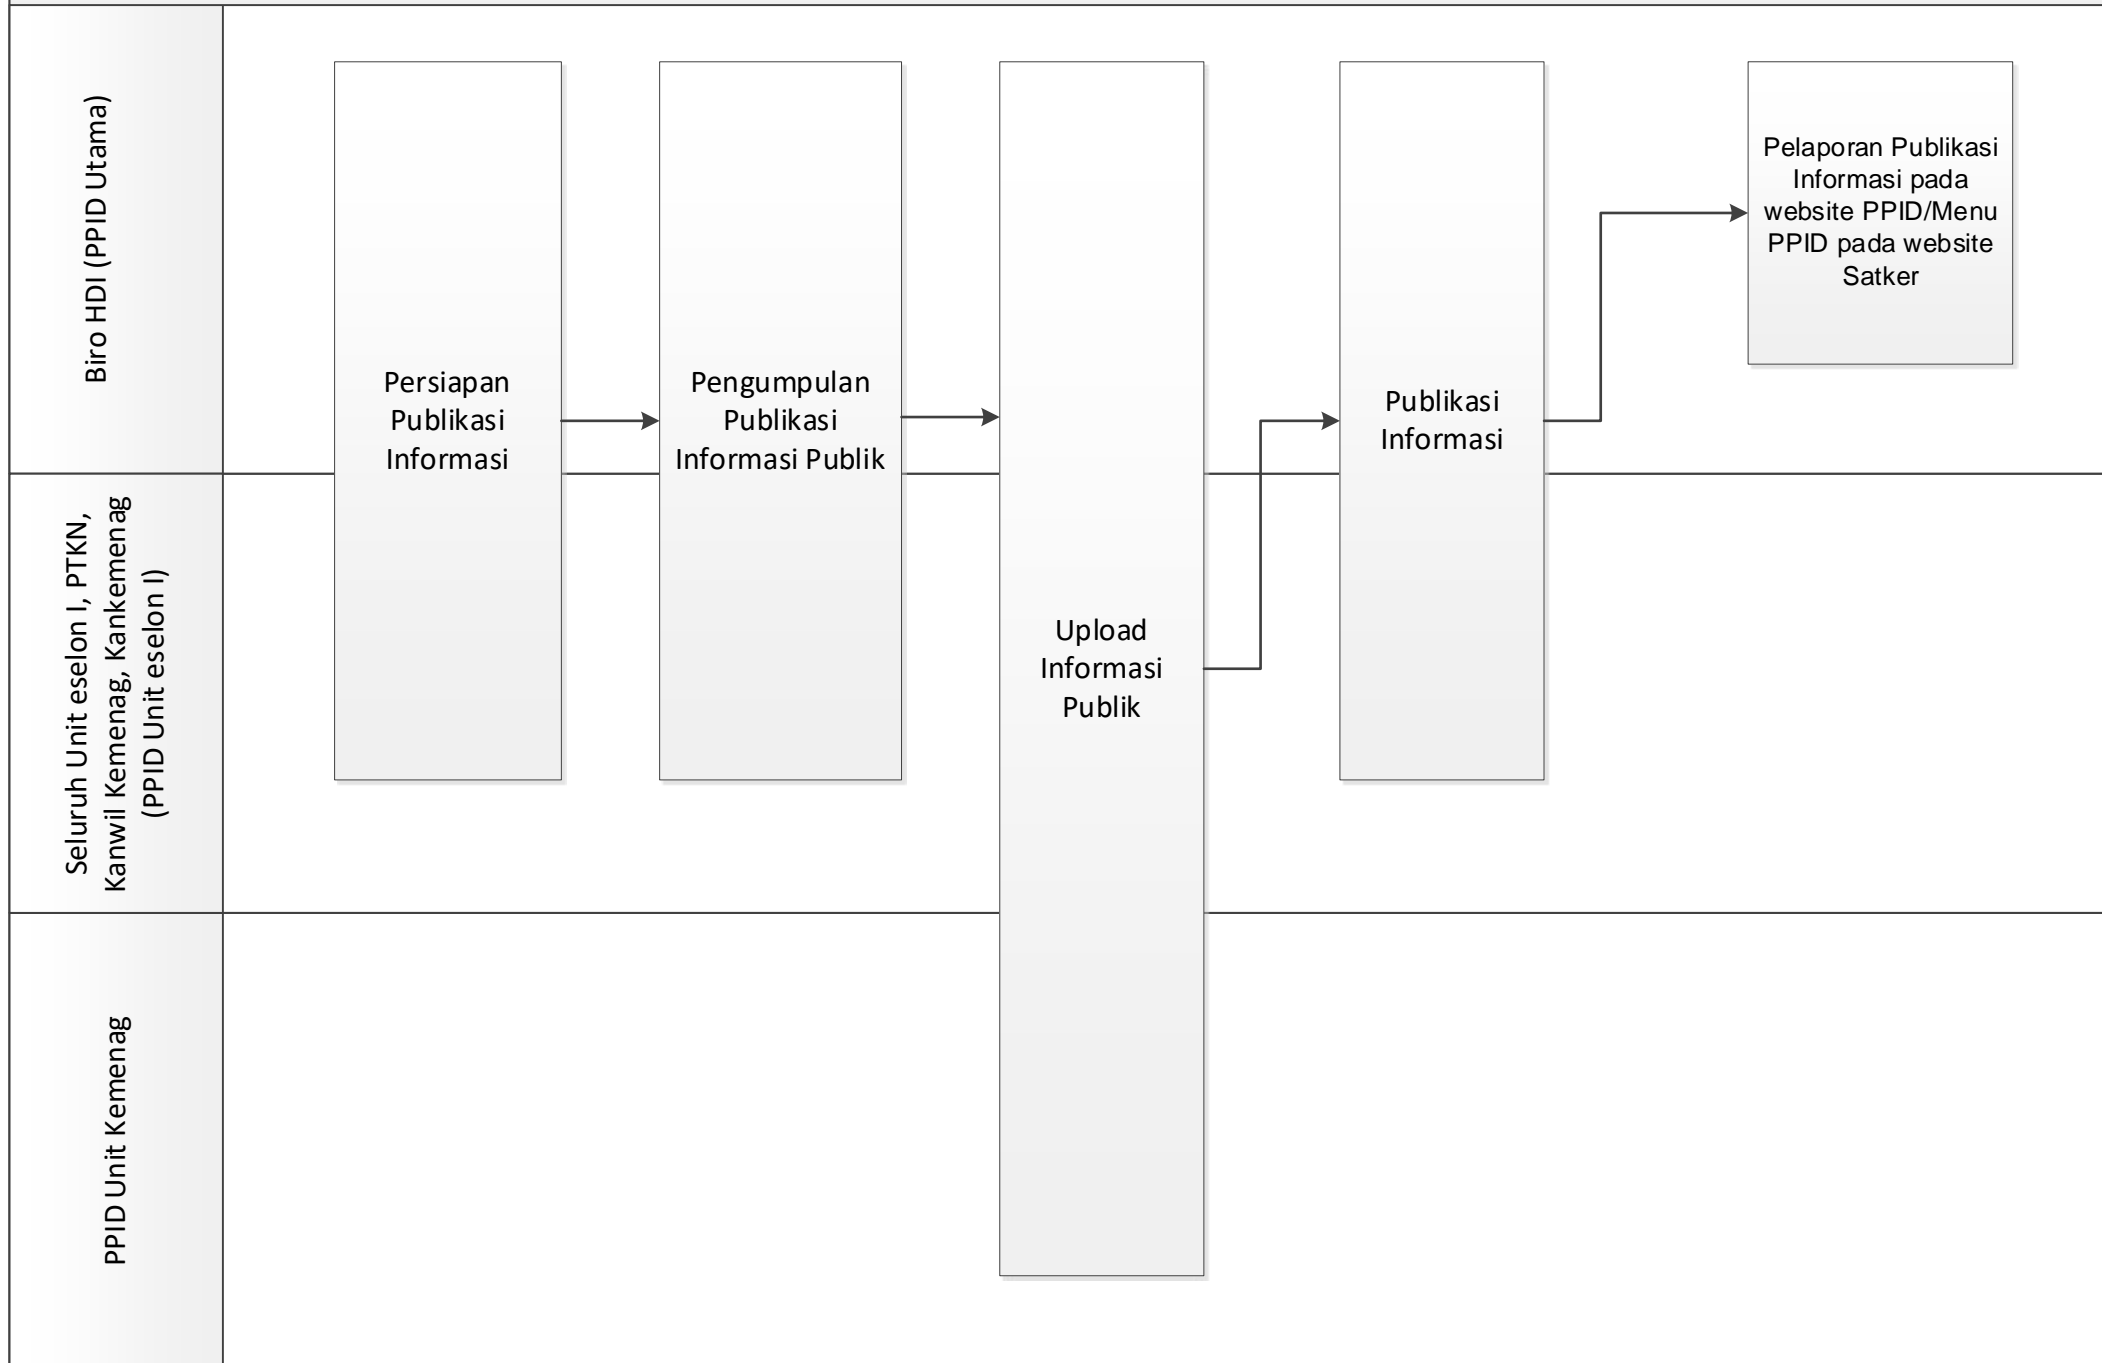 Biro HDI (PPID Utama)
Persiapan
Publikasi
Informasi
Pengumpulan
Publikasi
Informasi Publik
Upload
Informasi
Publik
Publikasi
Informasi
Pelaporan Publikasi
Informasi pada
website PPID/Menu
PPID pada website
Satker
Seluruh Unit eselon I, PTKN,
Kanwil Kemenag, Kankemenag
(PPID Unit eselon I)
PPID Unit Kemenag